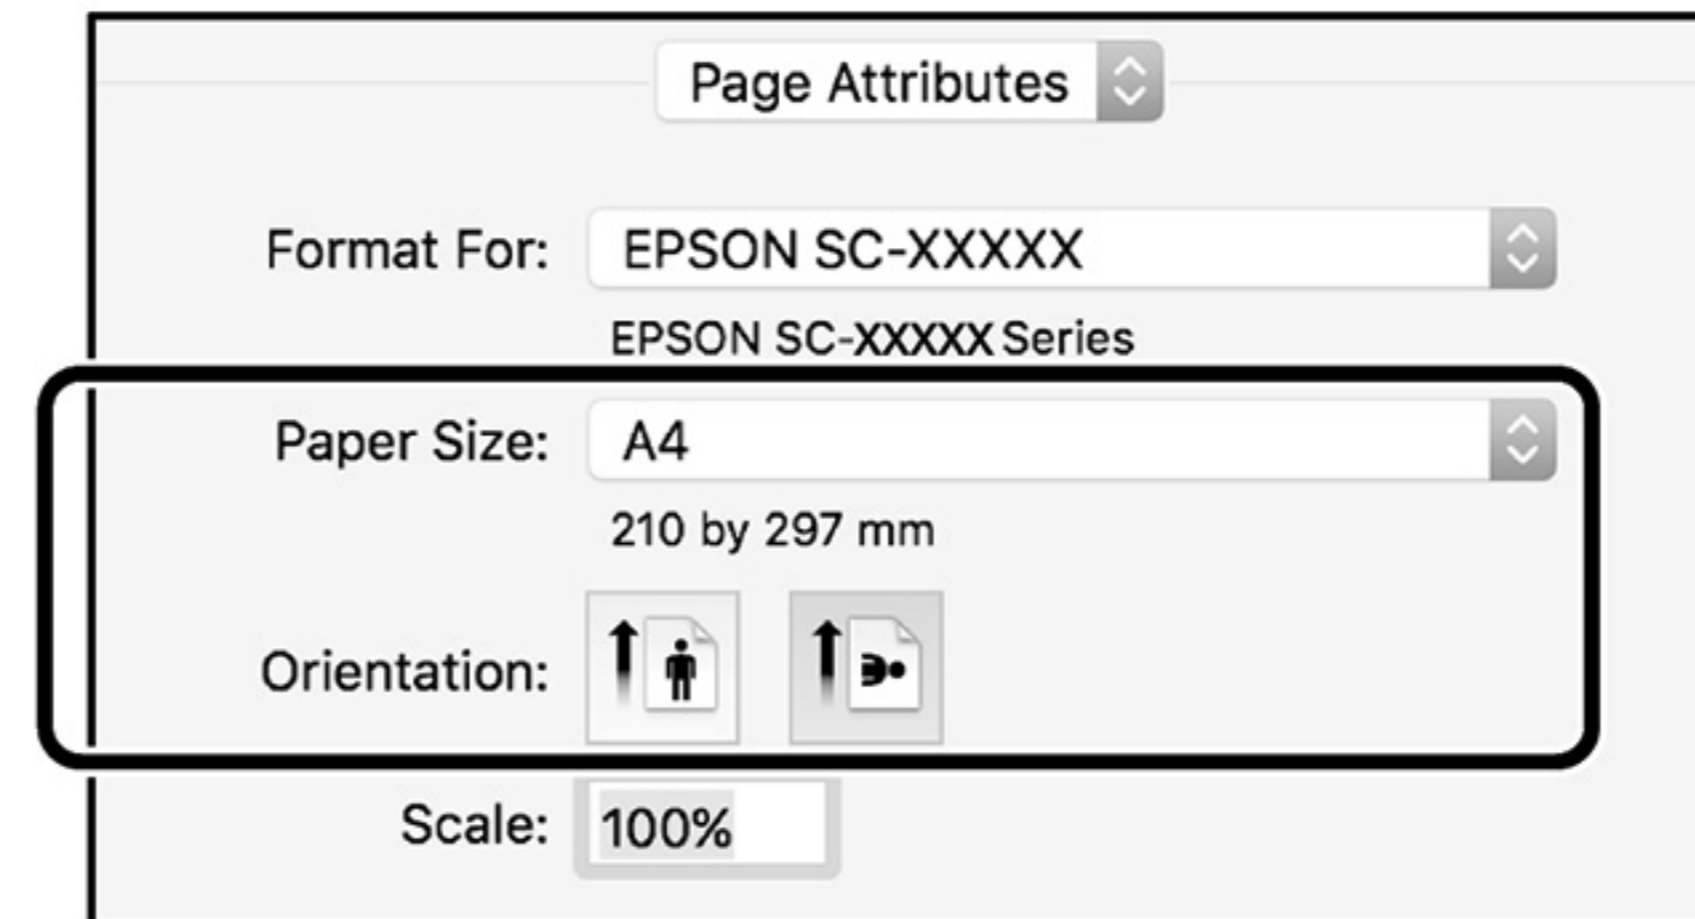 Page Attributes
Format For: EPSON SC-XXXXX
EPSON SC-XXXXX Series
Paper Size: A4
210 by 297 mm
Orientation:
Scale: 100%